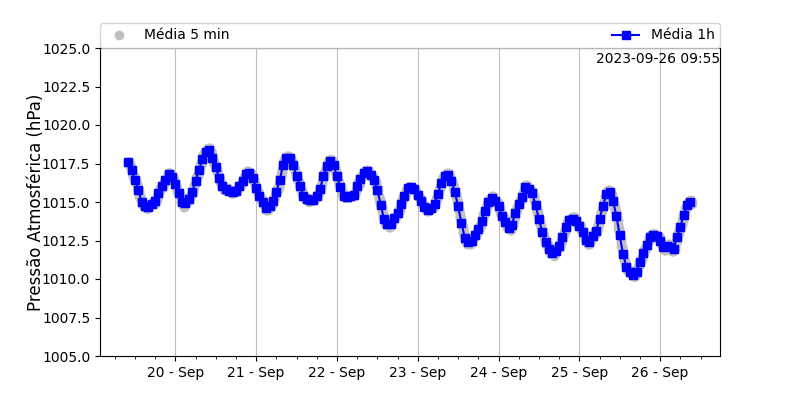 Média 5 min
Média 1h
2023-09-26 09:55
Pressão Atmosférica (hPa)
1025.0
1022.5
1020.0
1017.5
1015.0
1012.5
1010.0
1007.5
1005.0
20 - Sep
21 - Sep
22 - Sep
23 - Sep
24 - Sep
25 - Sep
26 - Sep